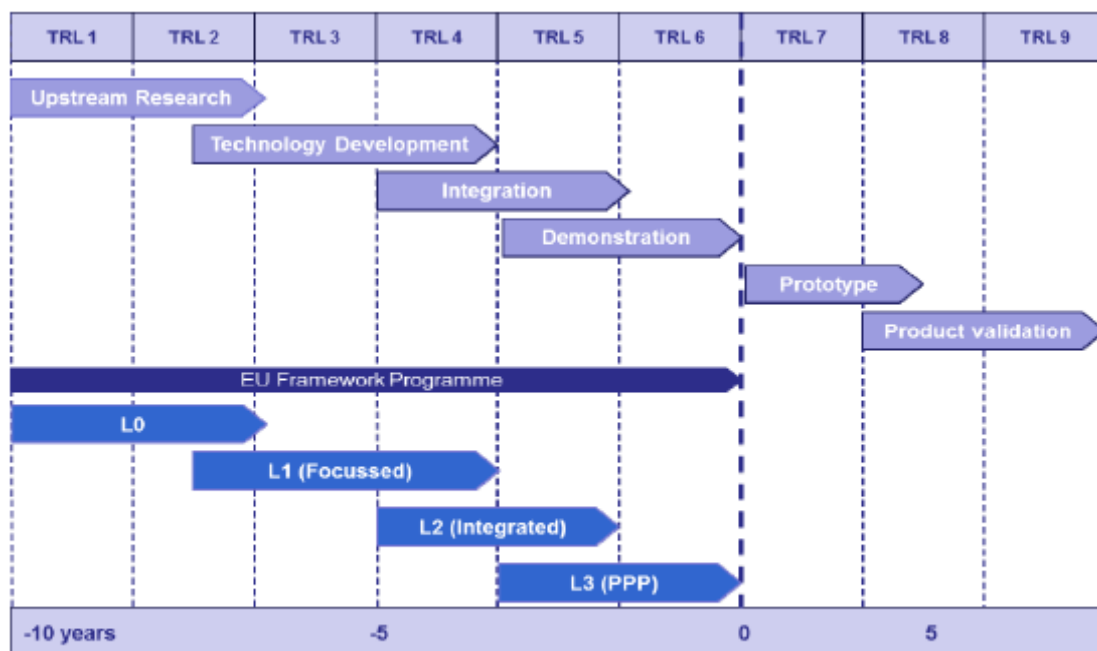 TRL 1 TRL 2 TRL 3 TRL 4 TRL 5 TRL 6 TRL 7 TRL 8 TRL 9
Upstream Research
Technology Development
Integration
Demonstration
Prototype
Product validation
EU Framework Programme
L0
L1 (Focussed)
L2 (Integrated)
L3 (PPP)
-10 years -5 0 5